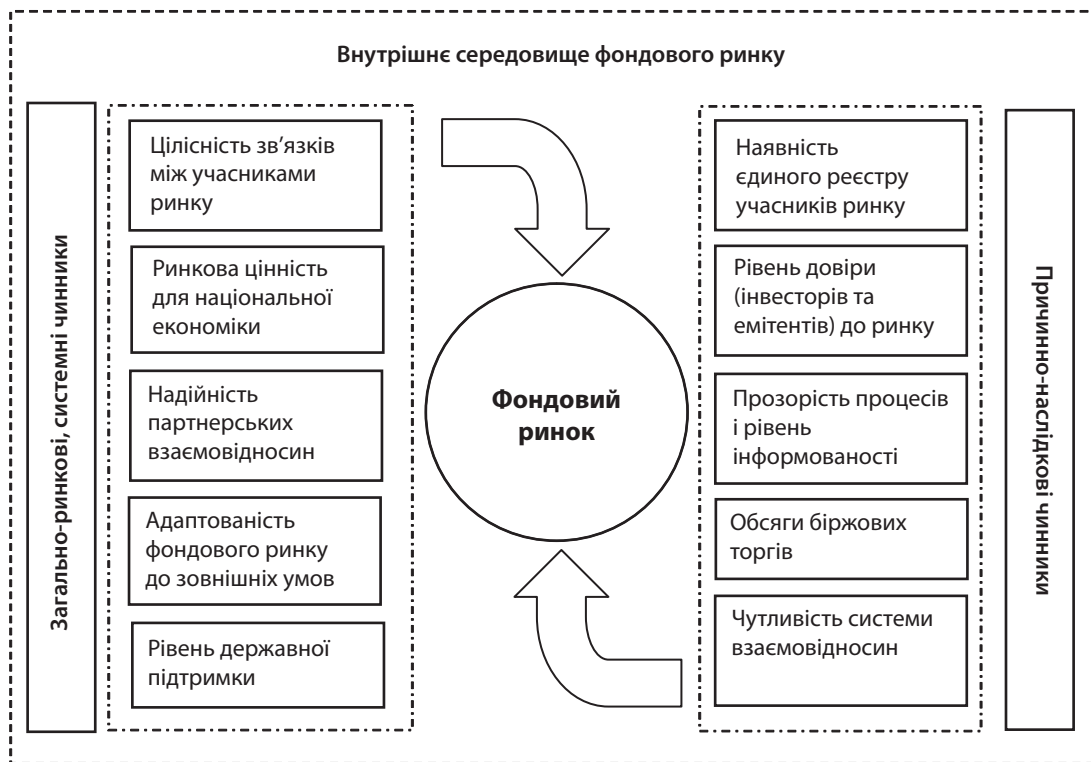 Внутрішнє середовище фондового ринку
Загально-ринкові, системні чинники
Цілісність зв’язків
між учасниками
ринку
Ринкова цінність
для національної
економіки
Надійність
партнерських
взаємовідносин
Адаптованість
фондового ринку
до зовнішніх умов
Рівень державної
підтримки
Фондовий
ринок
Наявність
єдиного реєстру
учасників ринку
Рівень довіри
(інвесторів та
емітентів) до ринку
Прозорість процесів
і рівень
інформованості
Обсяги біржових
торгів
Чутливість системи
взаємовідносин
Причинно-наслідкові чинники